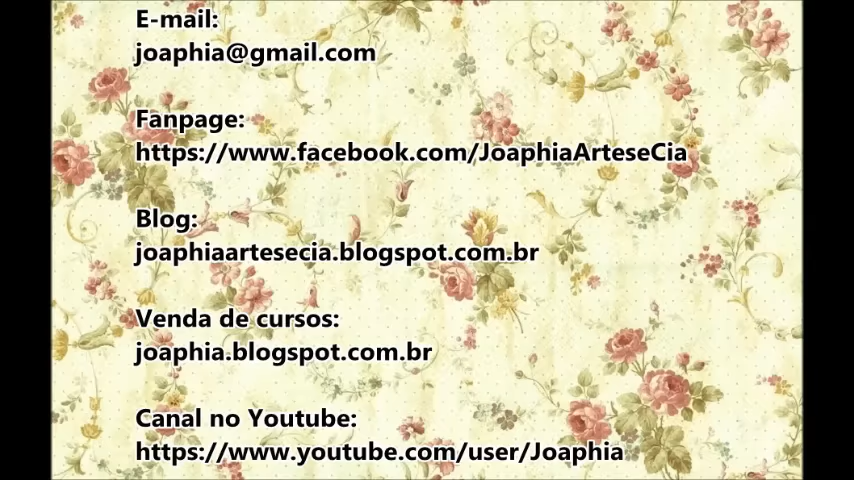 E-mail:
joaphia@gmail.com
Fanpage:
https://www.facebook.com/JoaphiaArteseCia
Blog:
joaphiaartesecia.blogspot.com.br
Venda de cursos:
joaphia.blogspot.com.br
Canal no Youtube:
https://www.youtube.com/user/Joaphia